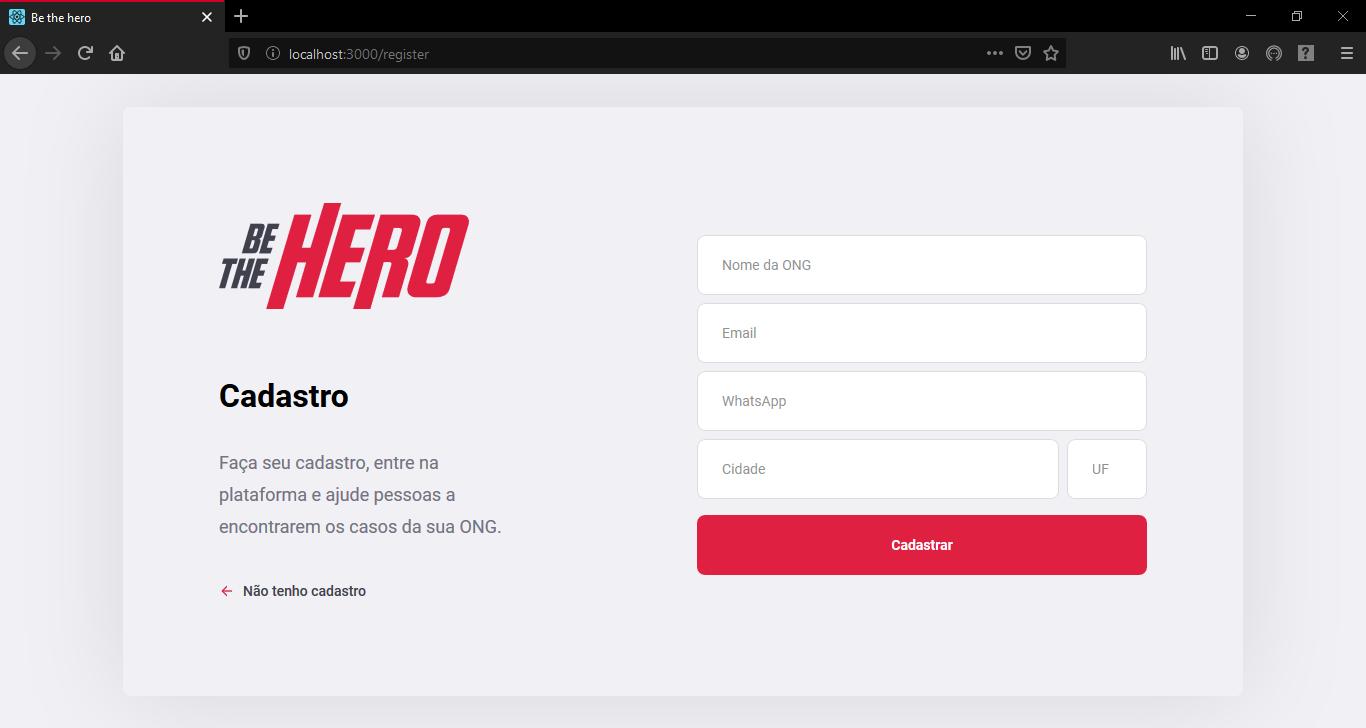 Be the hero
localhost:3000/register
BE
THE HERO
Nome da ONG
Email
WhatsApp
Cidade UF
Cadastrar
Cadastro
Faça seu cadastro, entre na
plataforma e ajude pessoas a
encontrarem os casos da sua ONG.
Não tenho cadastro